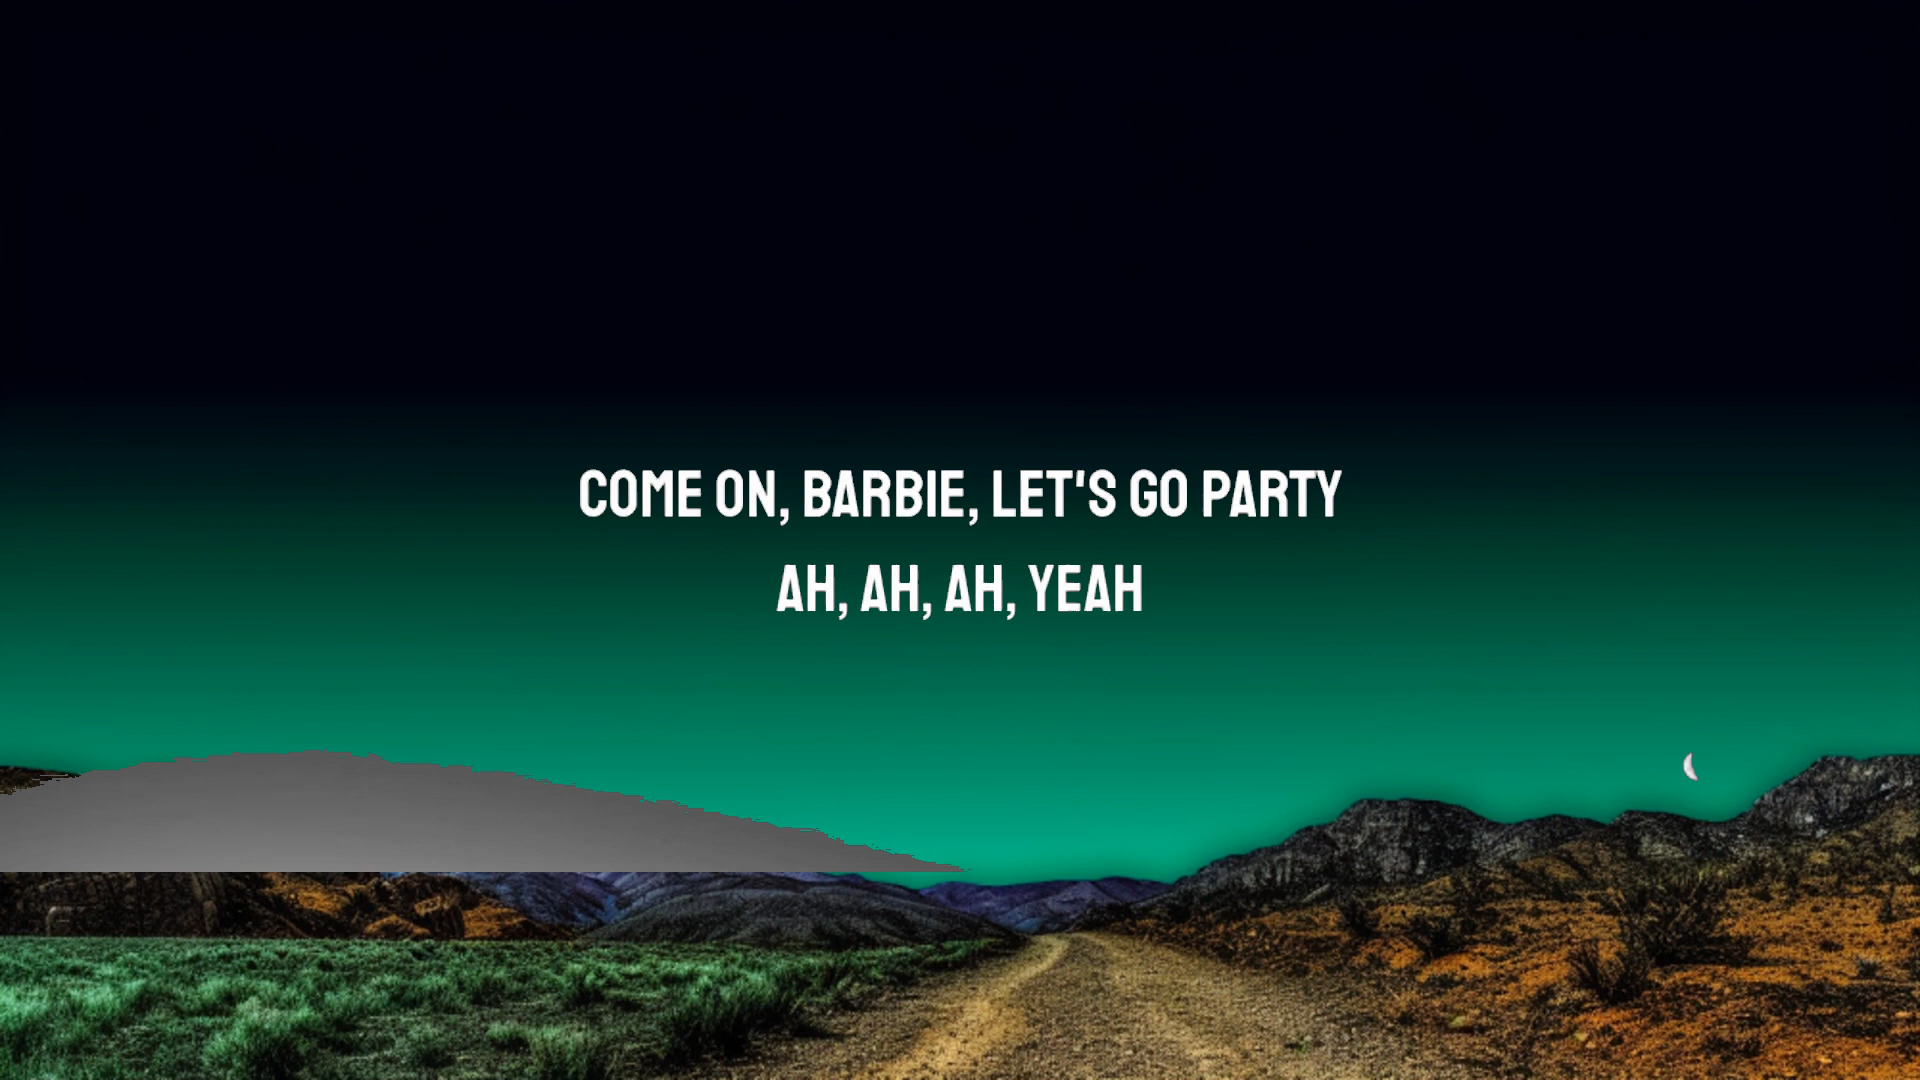 COME ON, BARBIE, LET'S GO PARTY
AH, AH, AH, YEAH